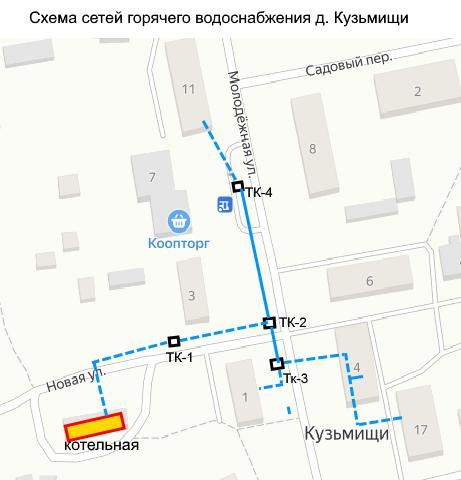 Схема сетей горячего водоснабжения д. Кузьмищи
Садовый пер.
Молодёжная ул.
11
2
8
7
ТК-4
Коопторг
6
3
ТК-2
ТК-1
Тк-3
Новая ул.
1
4
17
Кузьмищи
котельная